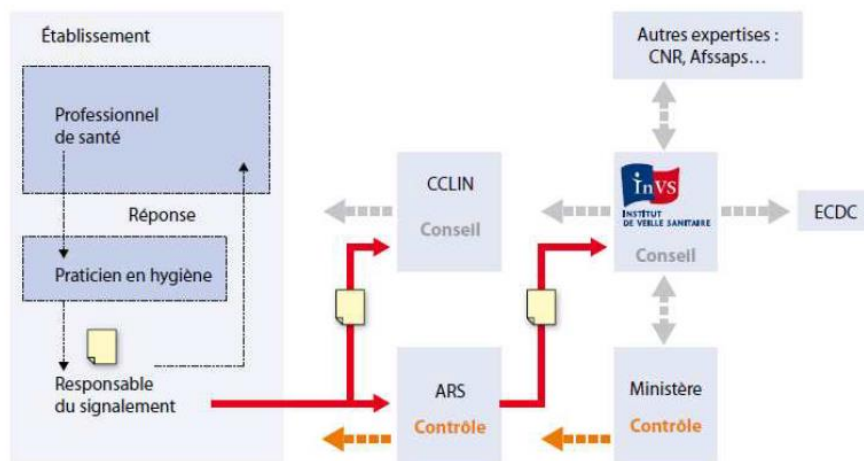 Établissement
Professionnel
de santé
Réponse
Praticien en hygiène
Responsable
du signalement
CCLIN
Conseil
ARS
Contrôle
Autres expertises :
CNR, Afssaps…
InVS
INSTITUT
DE VEILLE SANITAIRE
Conseil
ECDC
Ministère
Contrôle